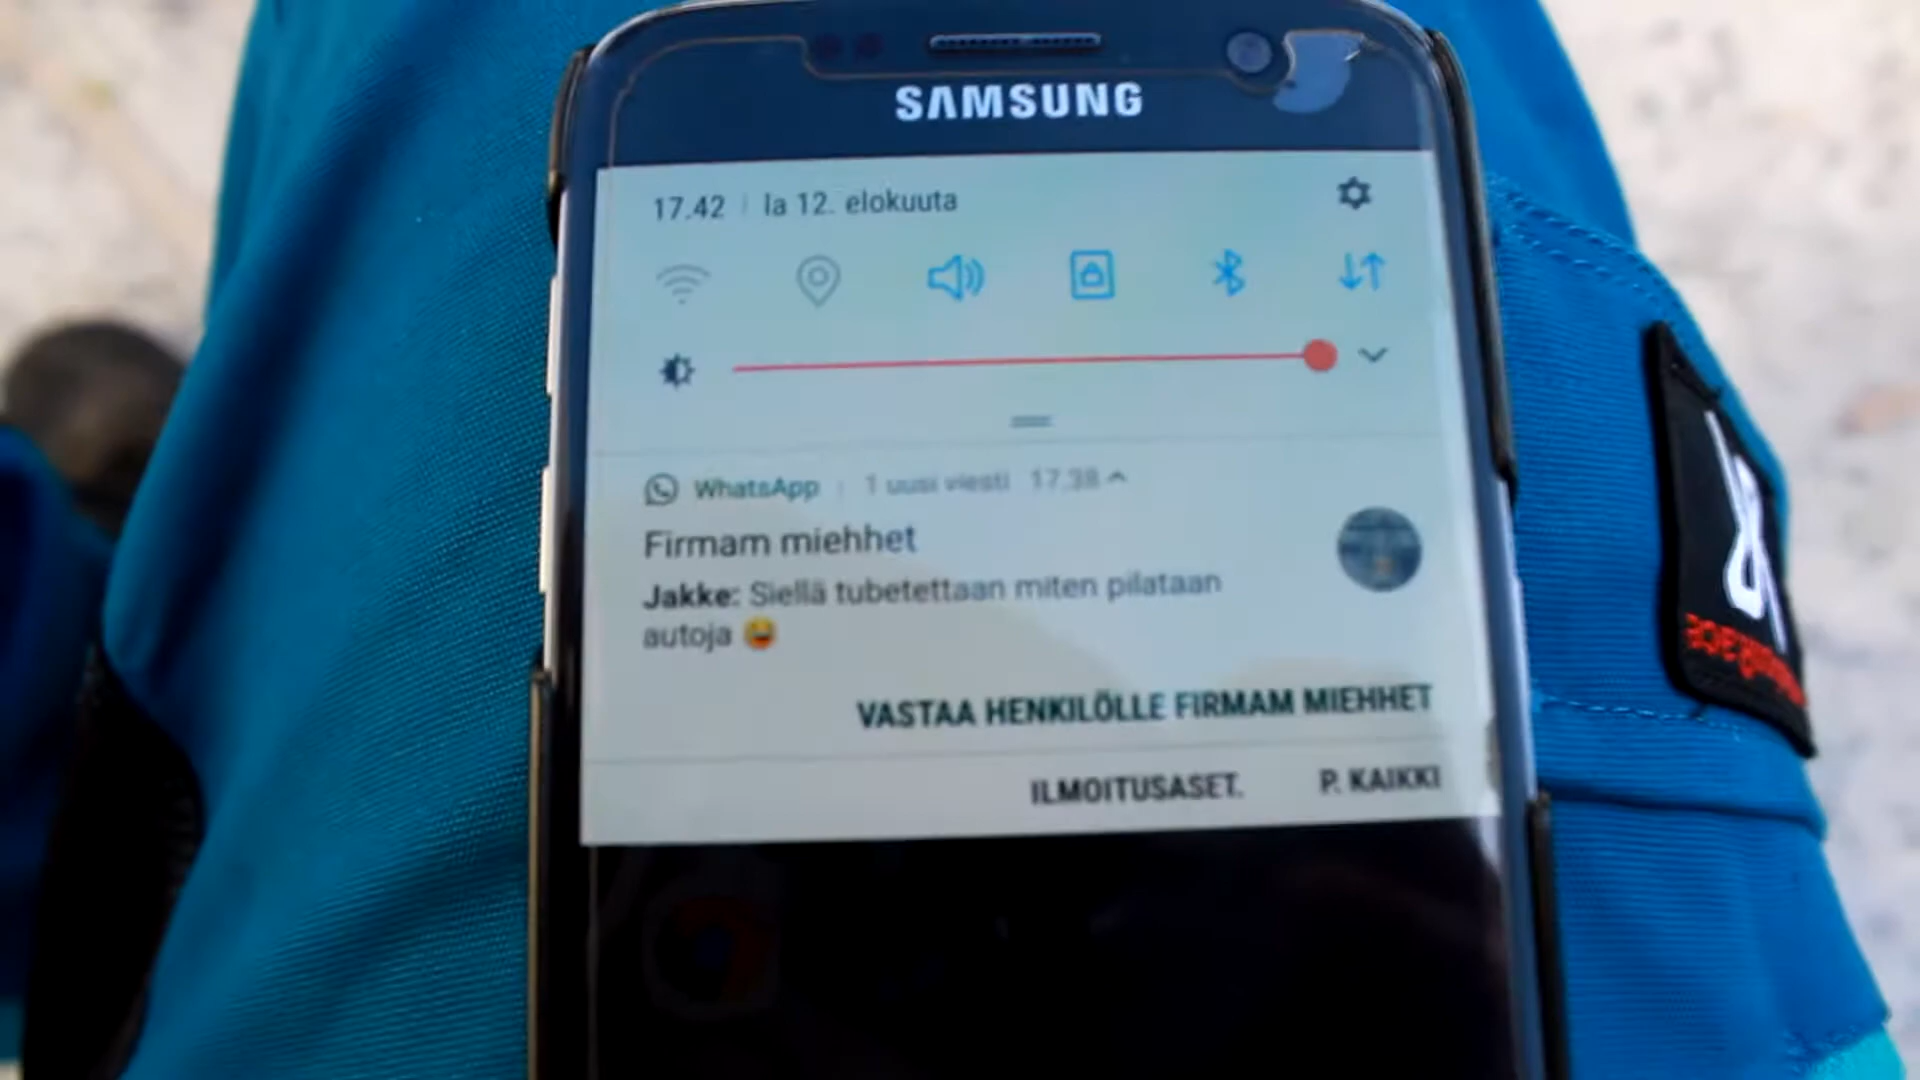 SAMSUNG
17.42 | la 12. elokuuta
WhatsApp | 1 uusi viesti 17.38
Firmam miehhet
Jakke: Siellä tubetettaan miten pilataan
autoja 😄
VASTAA HENKILÖLLE FIRMAM MIEHHET
ILMOITUSASET. P. KAIKKI